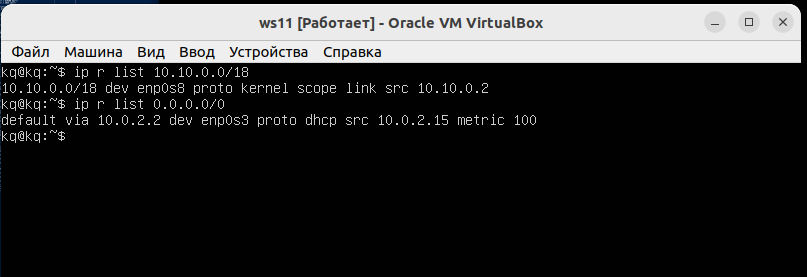 ws11 [Работает] - Oracle VM VirtualBox
Файл Машина Вид Ввод Устройства Справка
kq@kq:~$ ip r list 10.10.0.0/18
10.10.0.0/18 dev enp0s8 proto kernel scope link src 10.10.0.2
kq@kq:~$ ip r list 0.0.0.0/0
default via 10.0.2.2 dev enp0s3 proto dhcp src 10.0.2.15 metric 100
kq@kq:~$